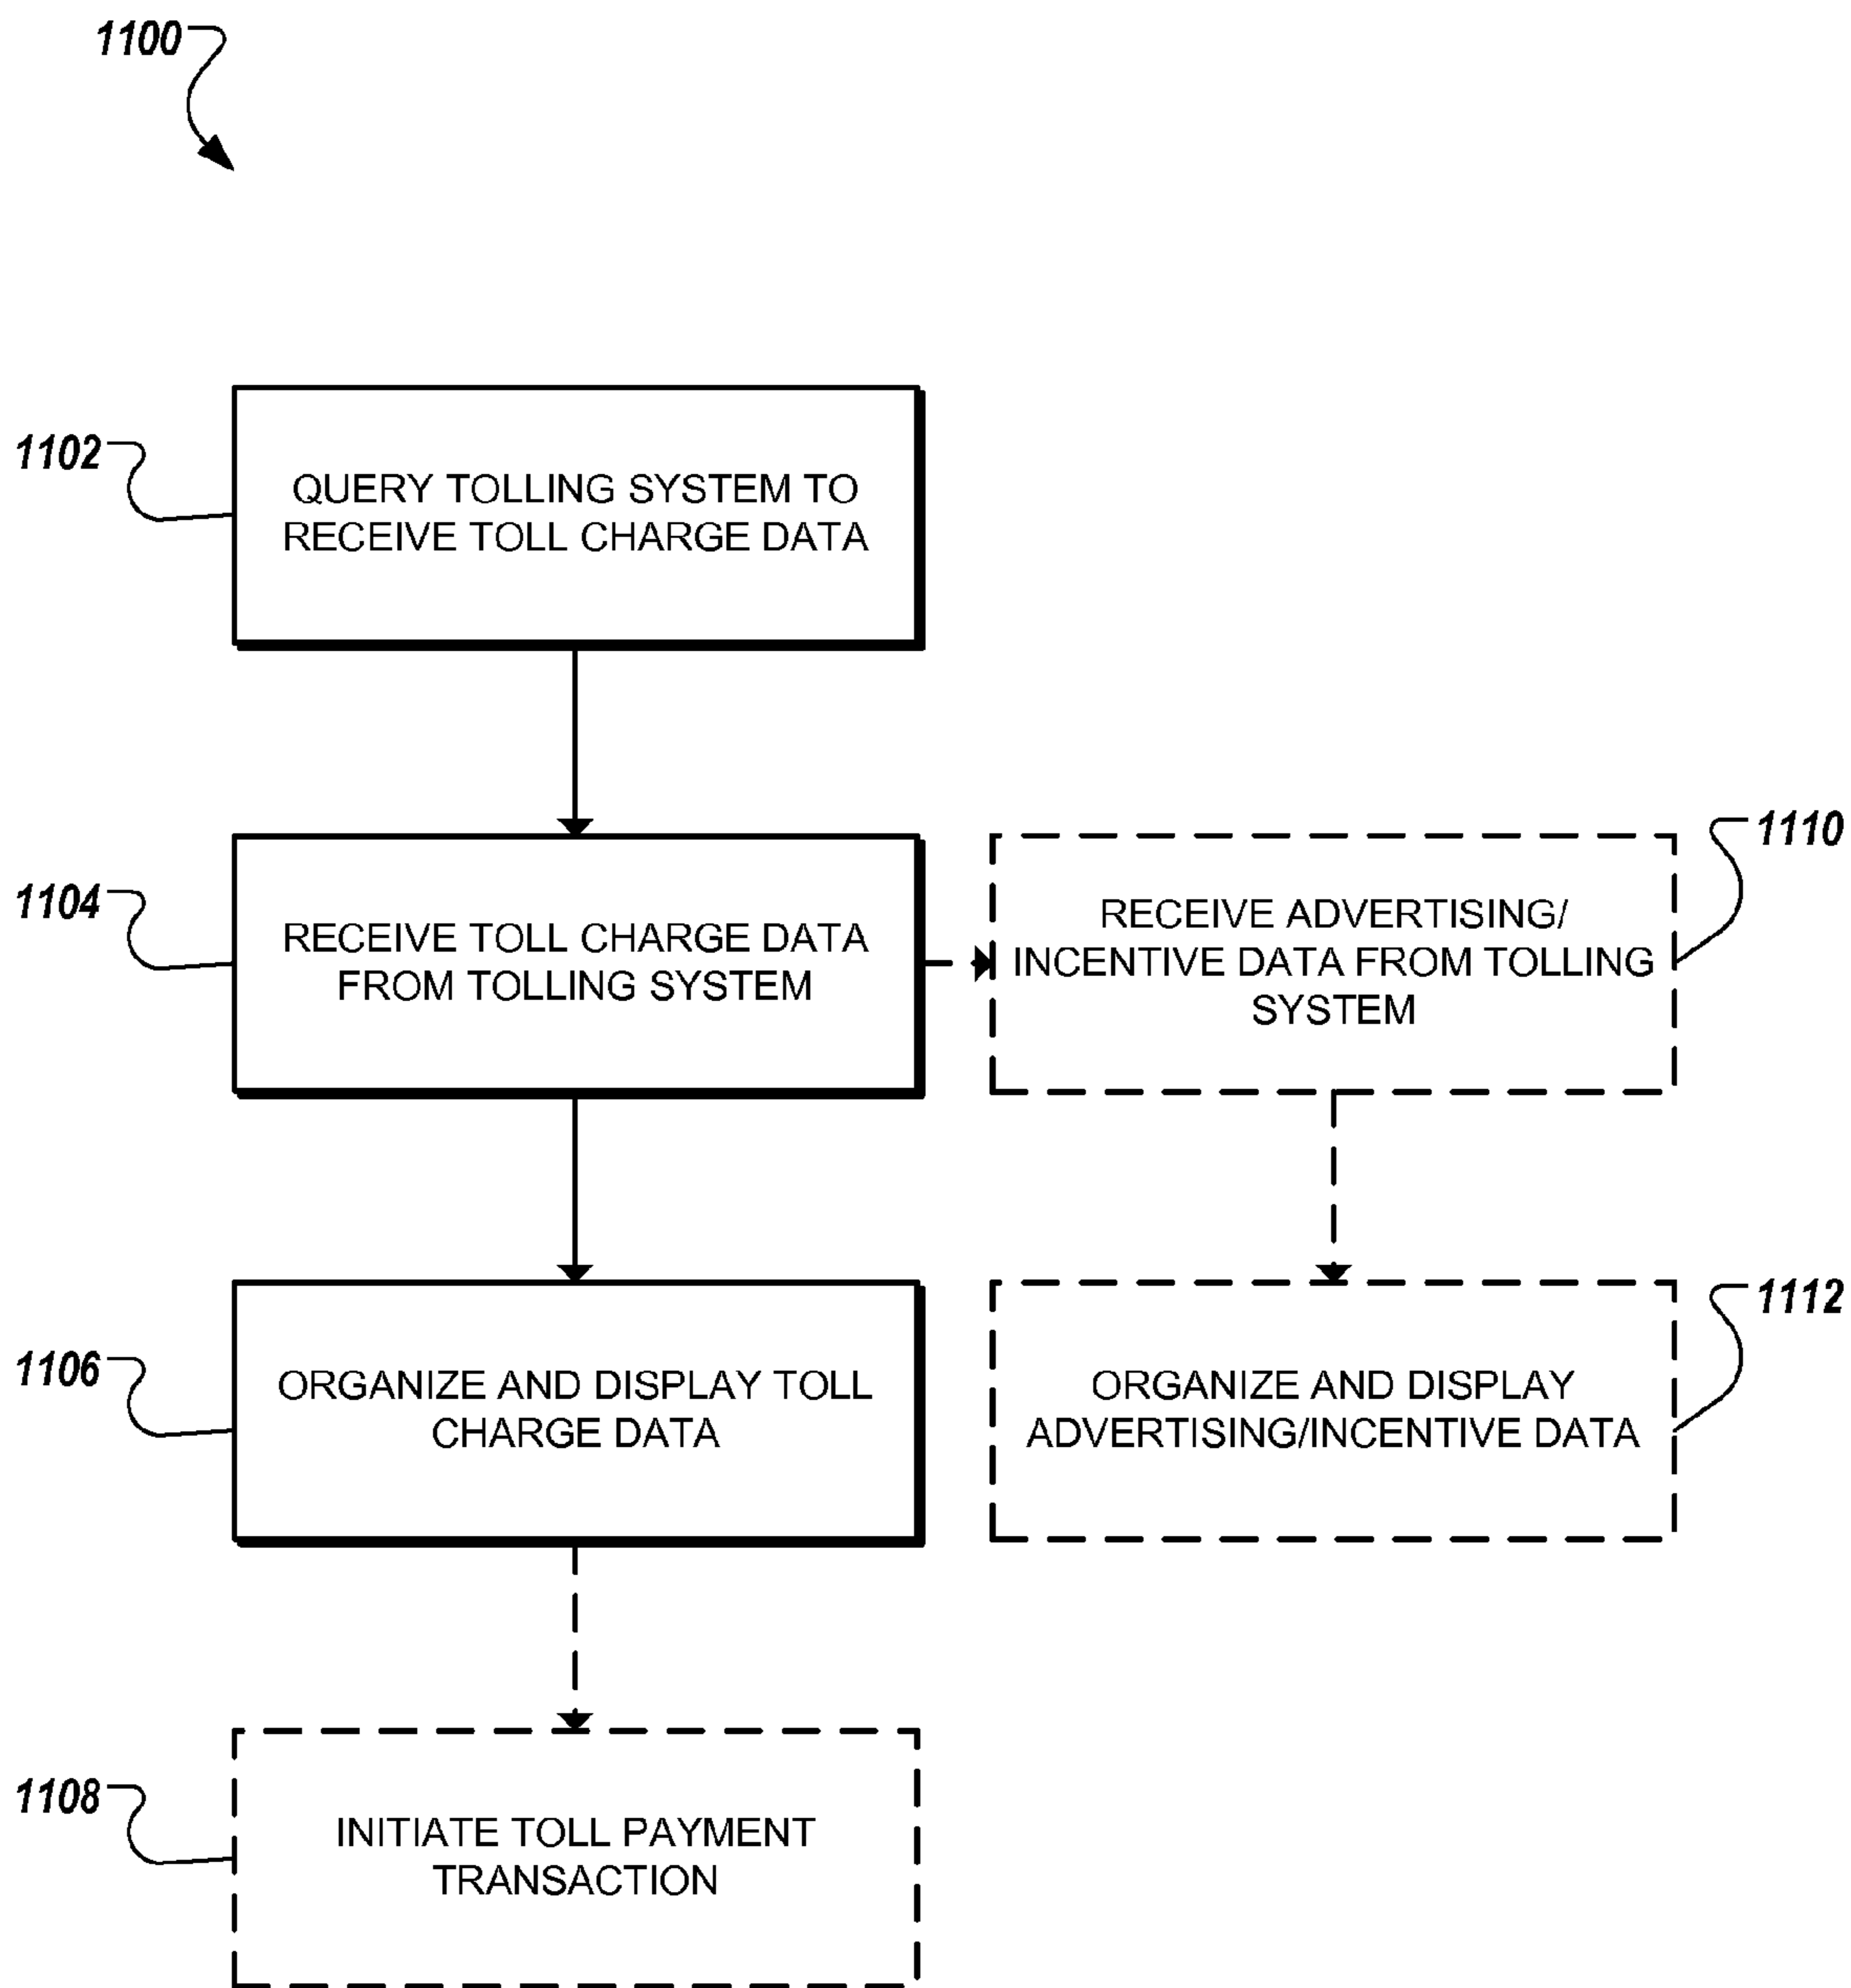 1100
1102
QUERY TOLLING SYSTEM TO
RECEIVE TOLL CHARGE DATA
1104
RECEIVE TOLL CHARGE DATA
FROM TOLLING SYSTEM
1110
RECEIVE ADVERTISING/
INCENTIVE DATA FROM TOLLING
SYSTEM
1106
ORGANIZE AND DISPLAY TOLL
CHARGE DATA
1112
ORGANIZE AND DISPLAY
ADVERTISING/INCENTIVE DATA
1108
INITIATE TOLL PAYMENT
TRANSACTION